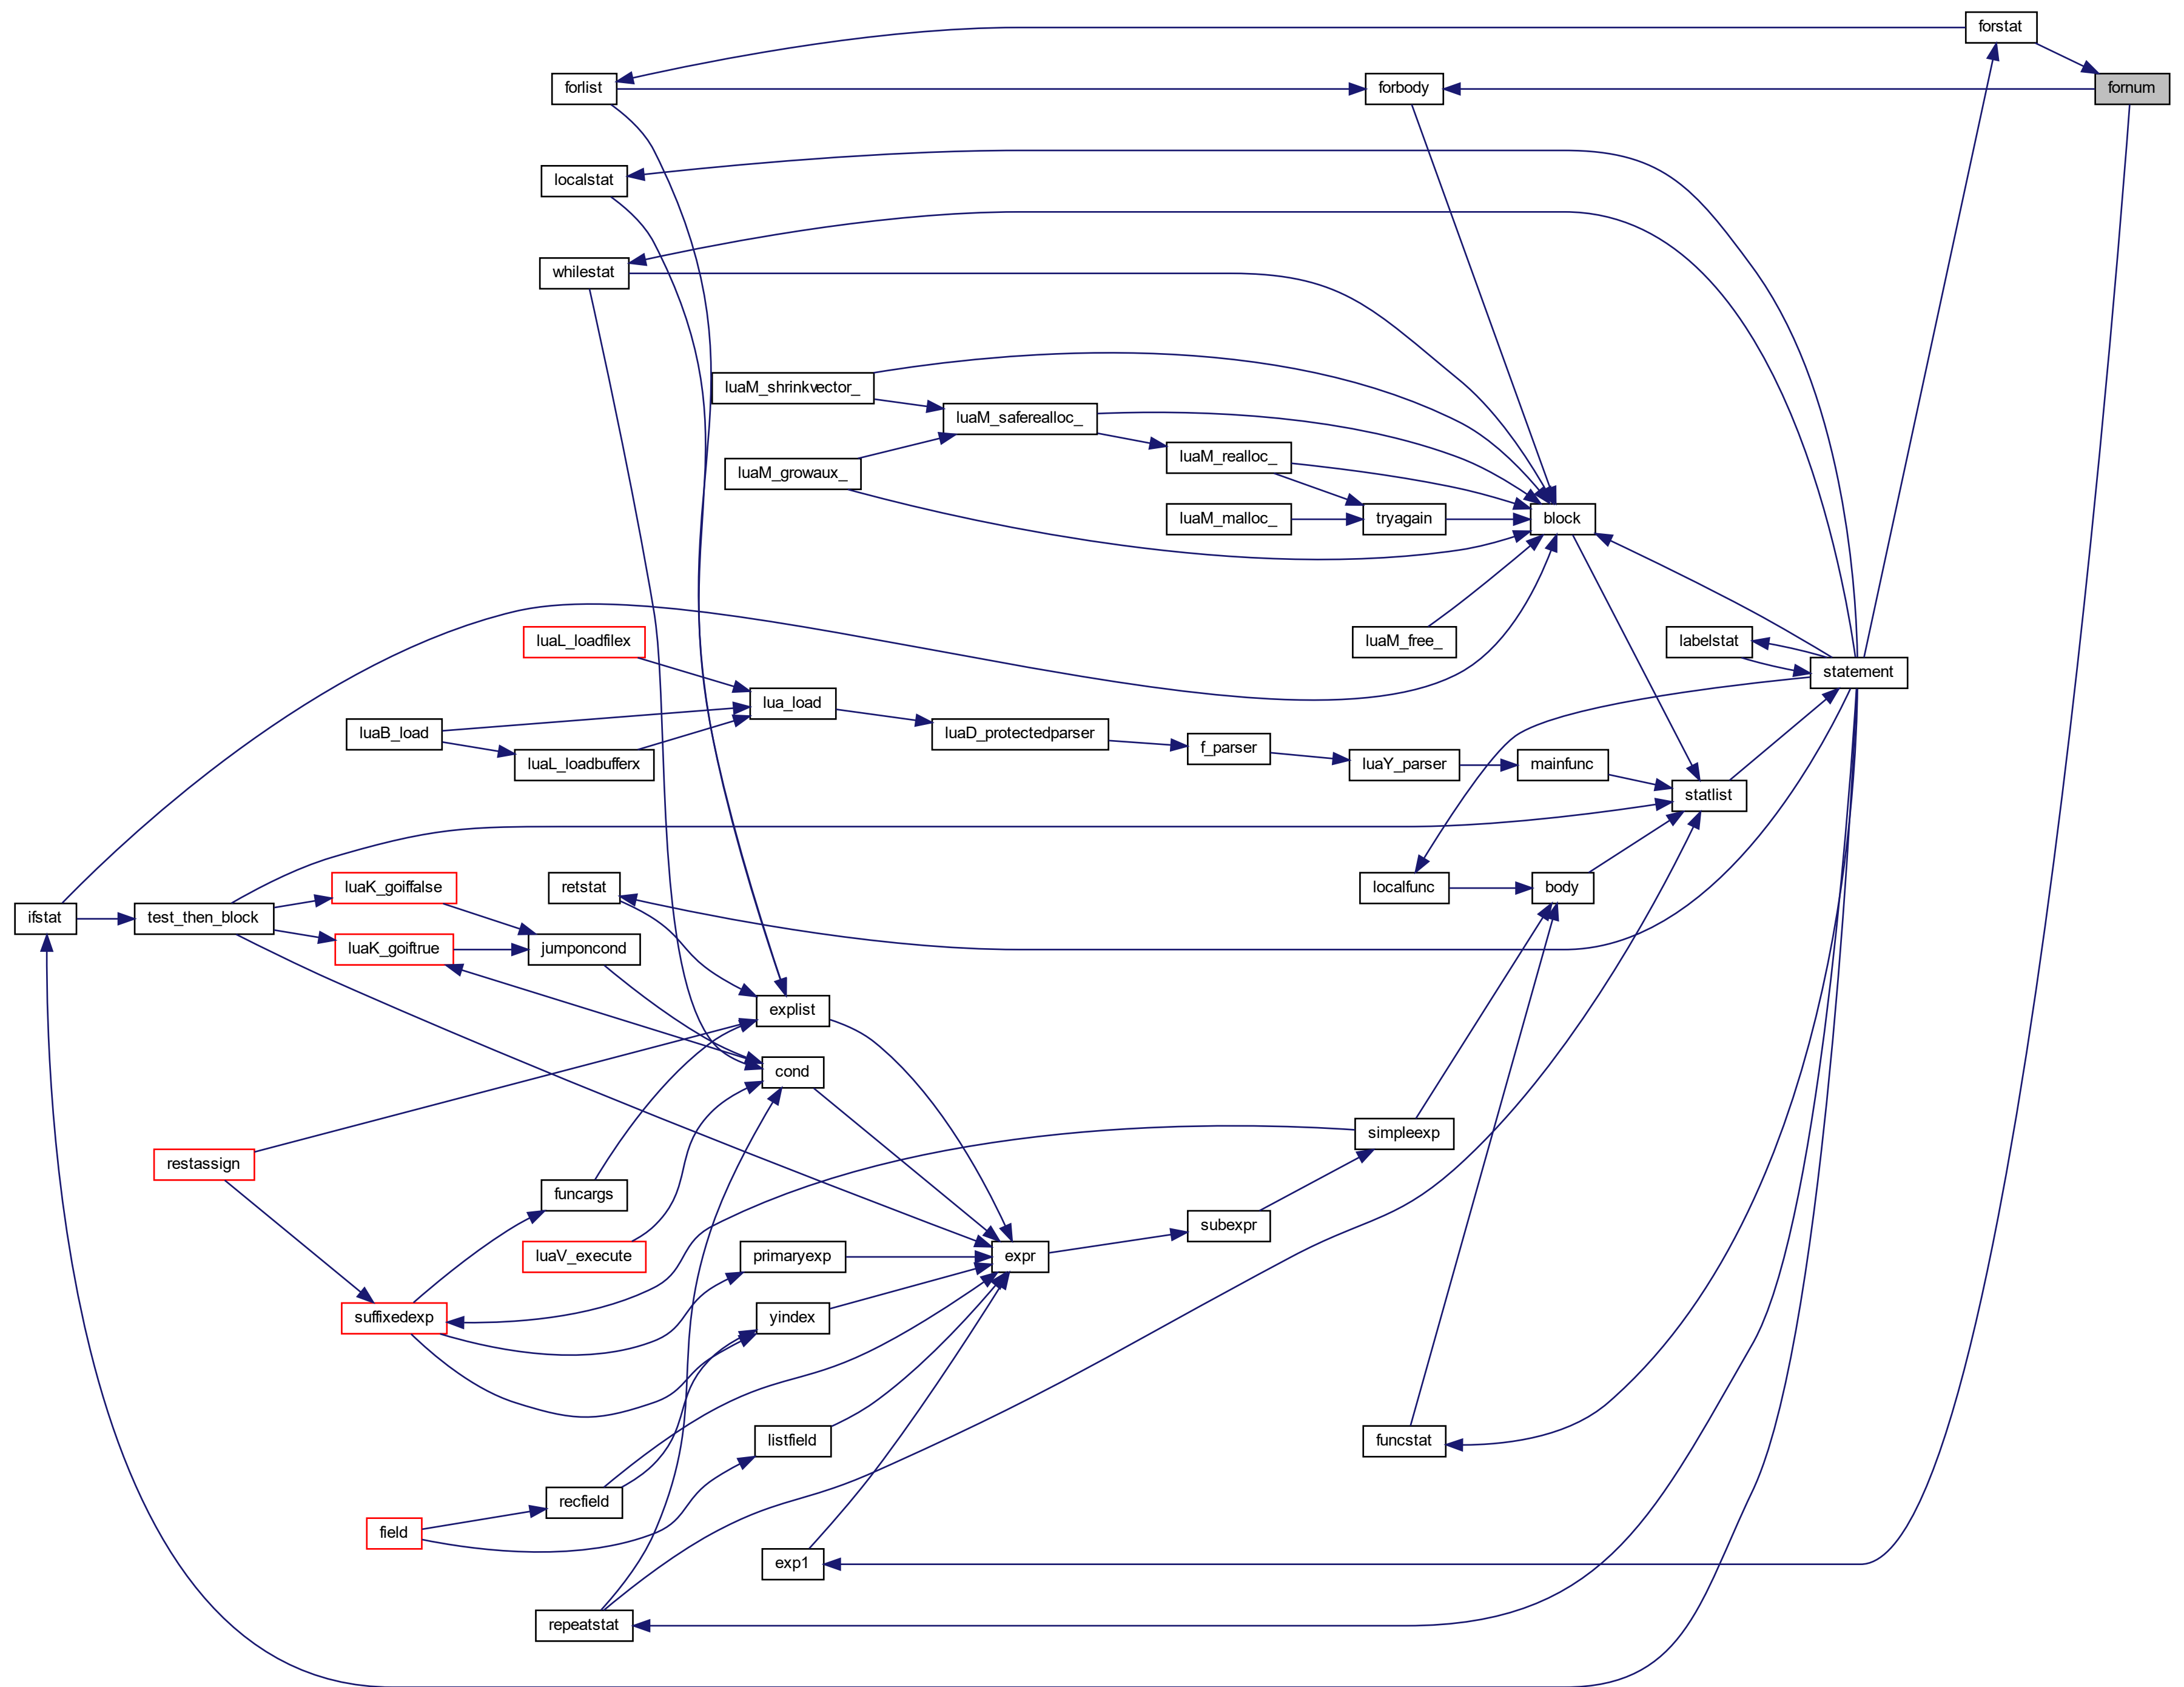 forstat
forlist
forbody
fornum
localstat
whilestat
luaM_shrinkvector_
luaM_saferealloc_
luaM_growaux_
luaM_realloc_
luaM_malloc_
tryagain
block
luaL_loadfilex
luaM_free_
labelstat
statement
lua_load
luaB_load
luaL_loadbufferx
luaD_protectedparser
f_parser
luaY_parser
mainfunc
statlist
ifstat
test_then_block
luaK_goiffalse
luaK_goiftrue
retstat
jumponcond
localfunc
body
explist
cond
restassign
funcargs
luaV_execute
simpleexp
subexpr
primaryexp
expr
suffixedexp
yindex
listfield
funcstat
recfield
field
exp1
repeatstat